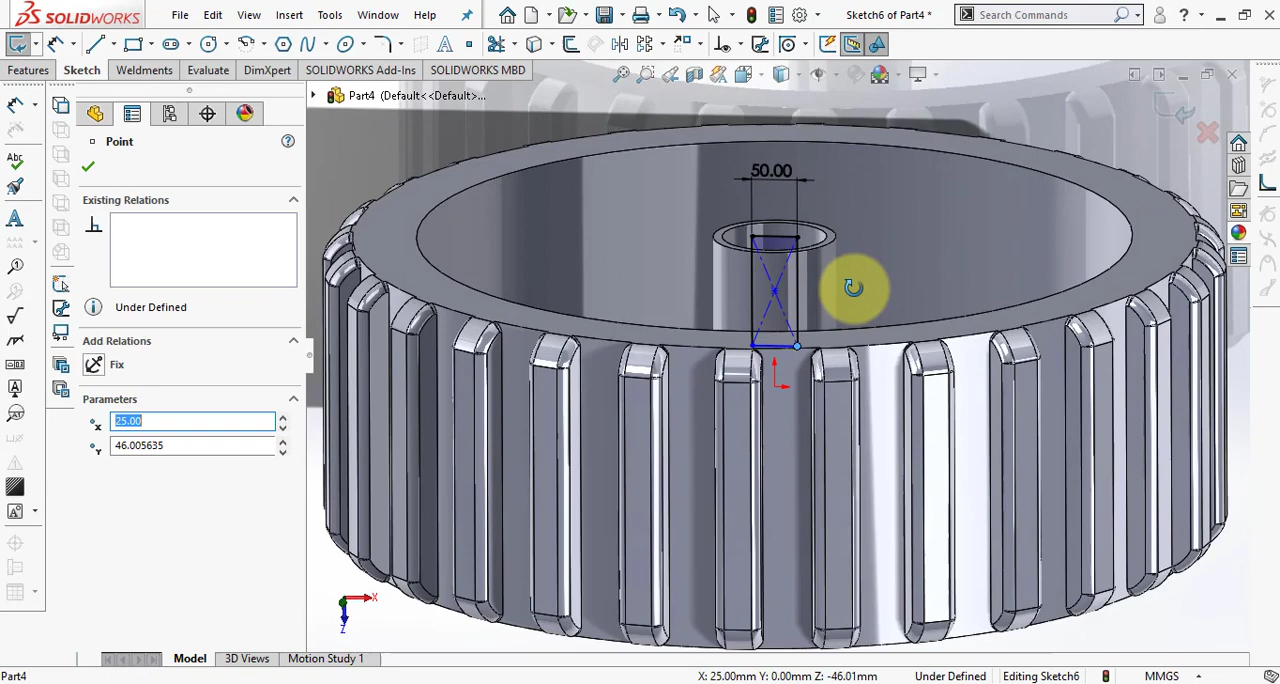 SOLIDWORKS
File Edit View Insert Tools Window Help
Sketch6 of Part4 *
Search Commands
Features Sketch Weldments Evaluate DimXpert SOLIDWORKS Add-Ins SOLIDWORKS MBD
Part4 (Default<<Default>...
Point
Existing Relations
Under Defined
Add Relations
Fix
Parameters
25.00
46.005635
50.00
X
Z
Model 3D Views Motion Study 1
Part4
X: 25.00mm Y: 0.00mm Z: -46.01mm
Under Defined
Editing Sketch6
MMGS